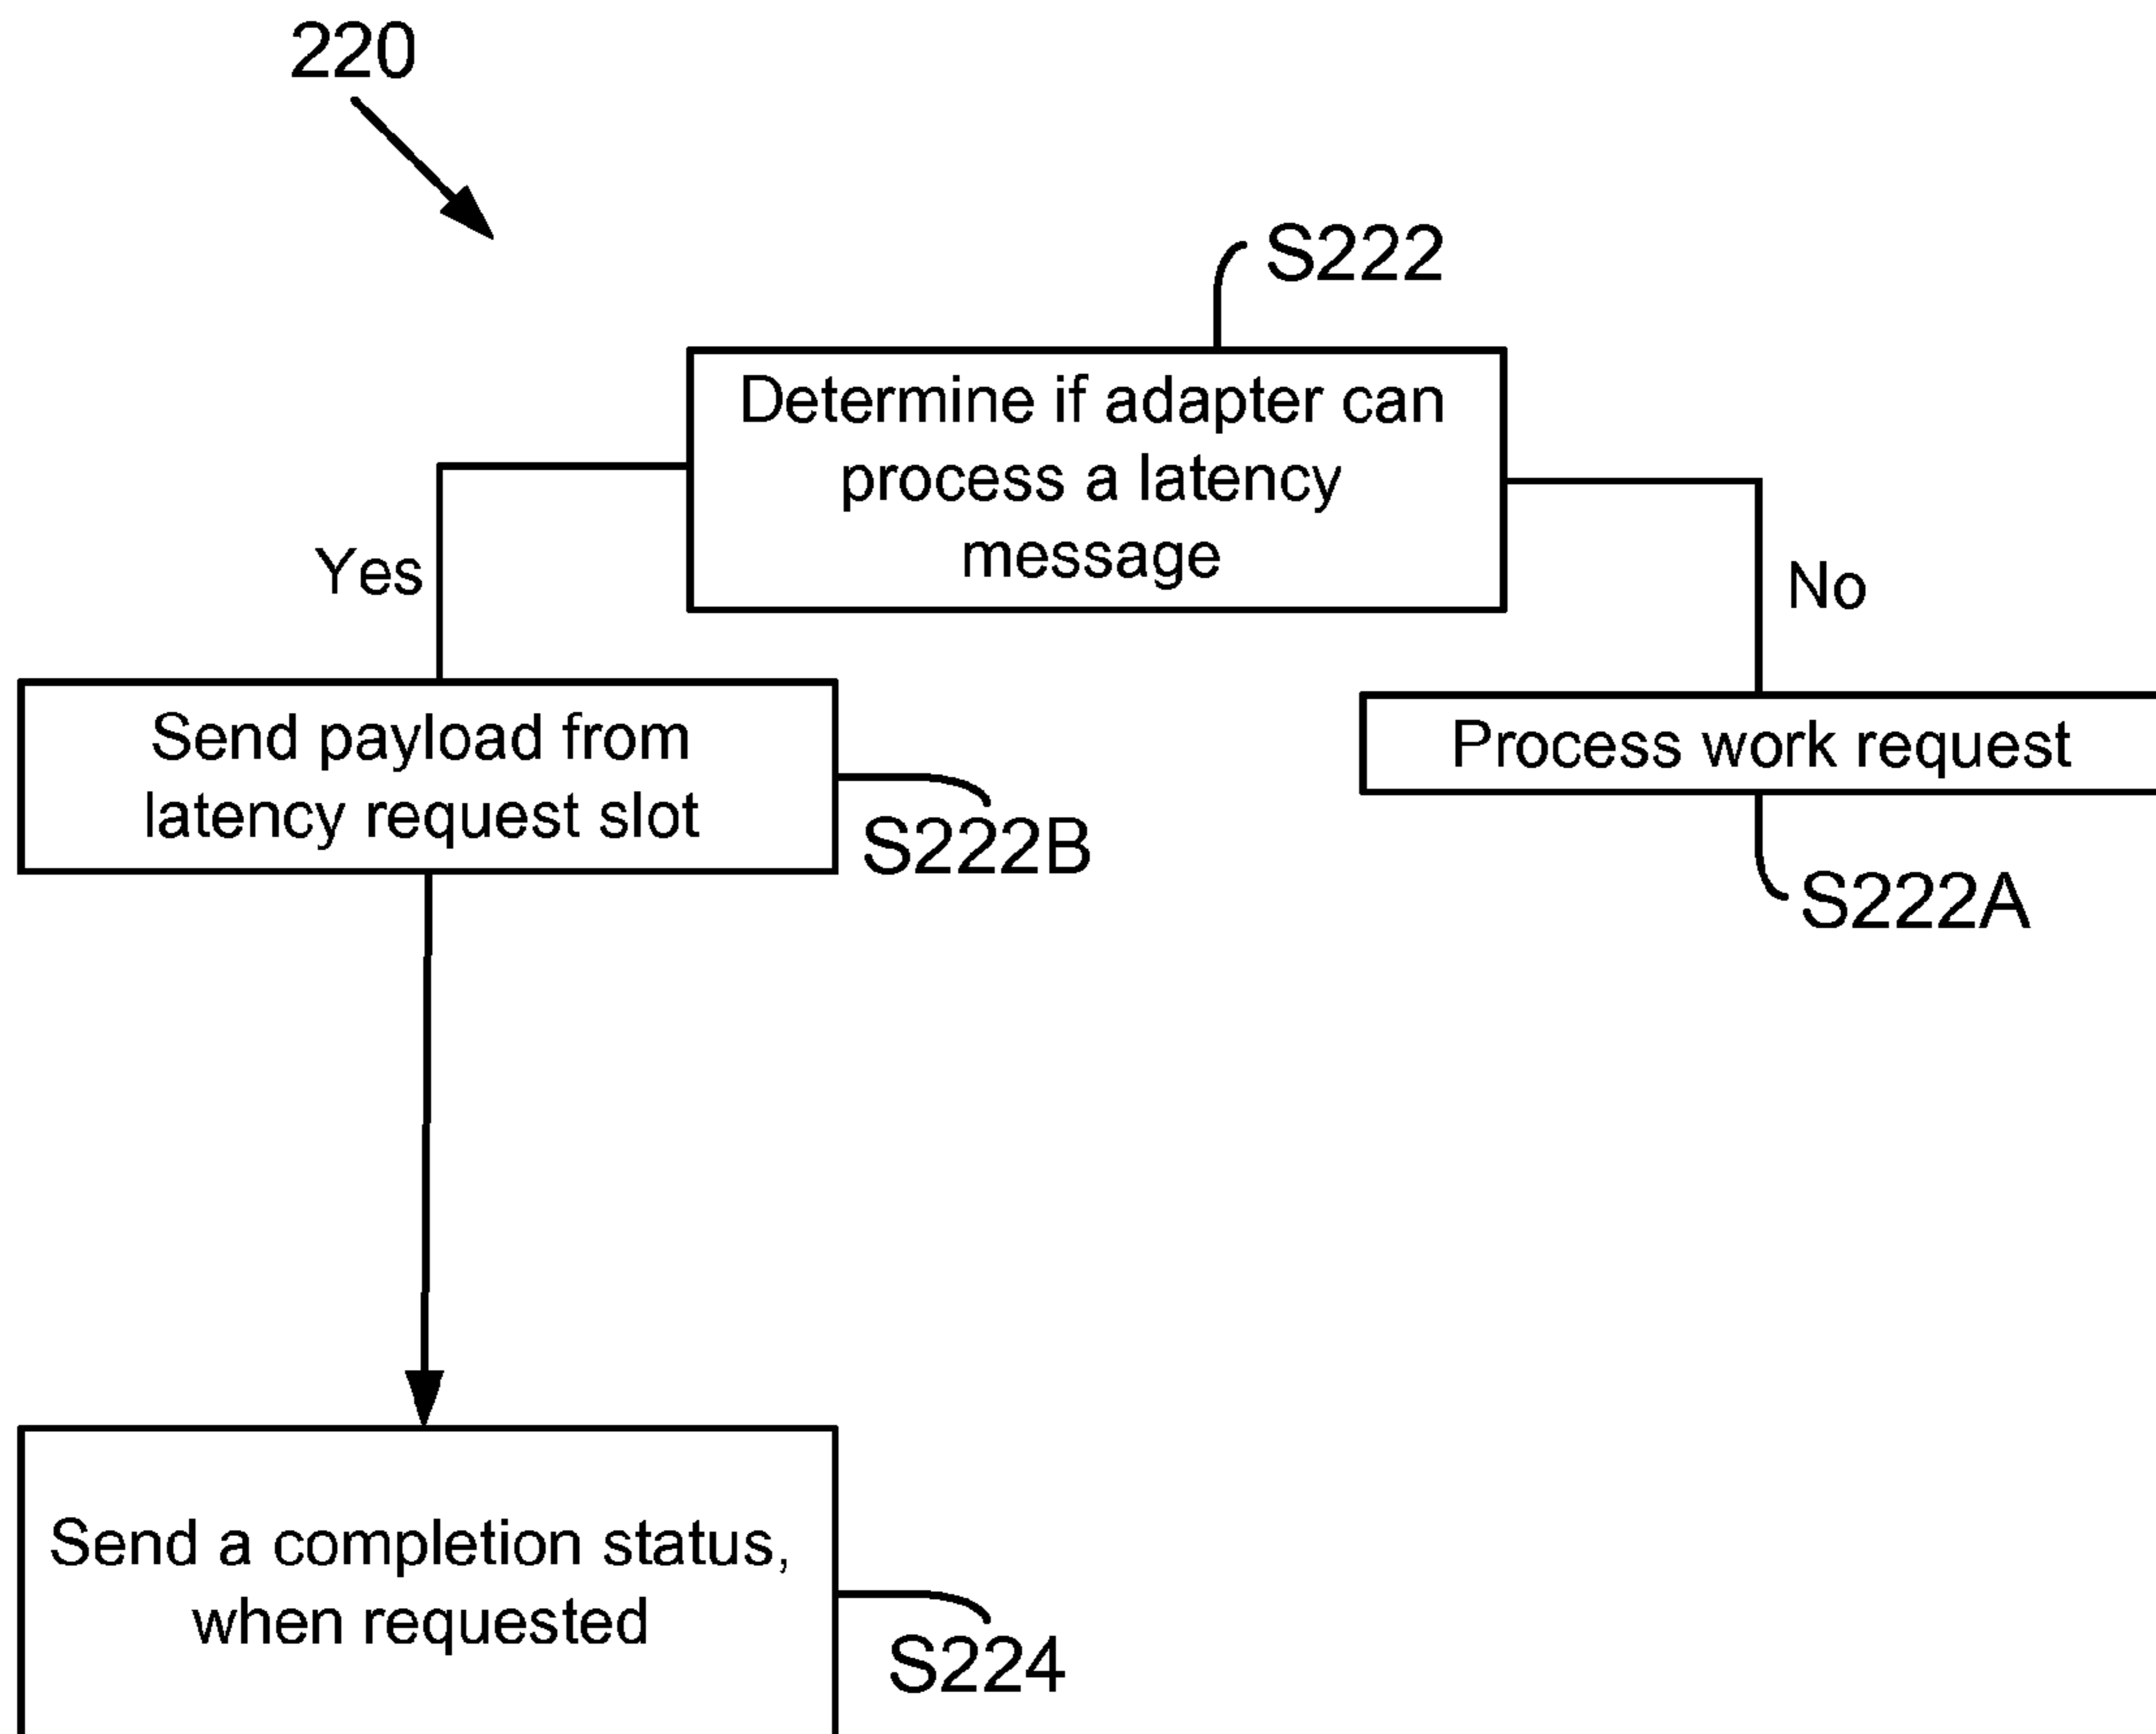 220
S222
Determine if adapter can
process a latency
message
Yes
No
Send payload from
latency request slot
Process work request
S222B
S222A
Send a completion status,
when requested
S224